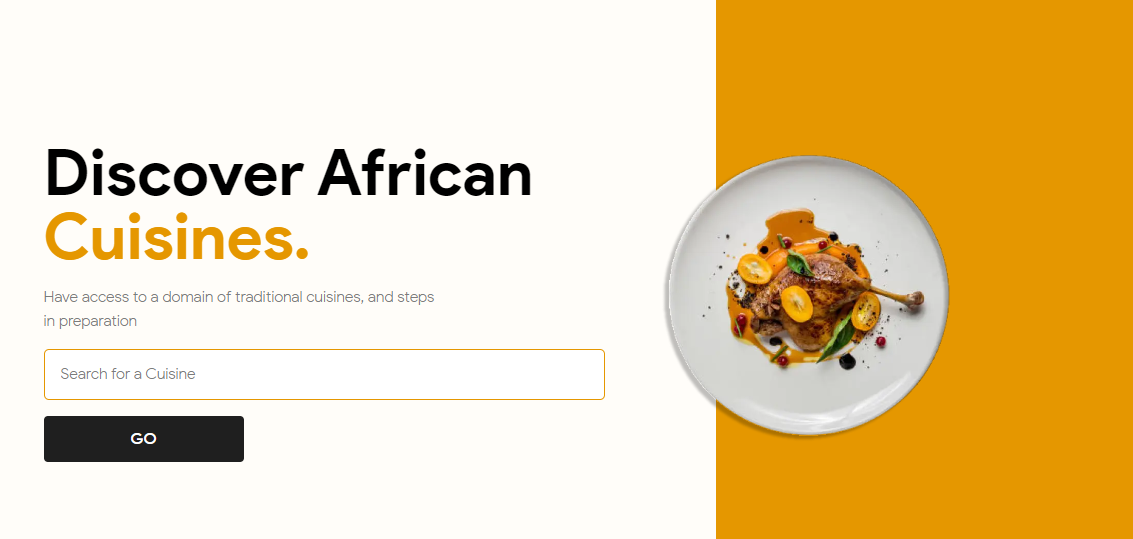 Discover African
Cuisines.
Have access to a domain of traditional cuisines, and steps
in preparation
Search for a Cuisine
GO